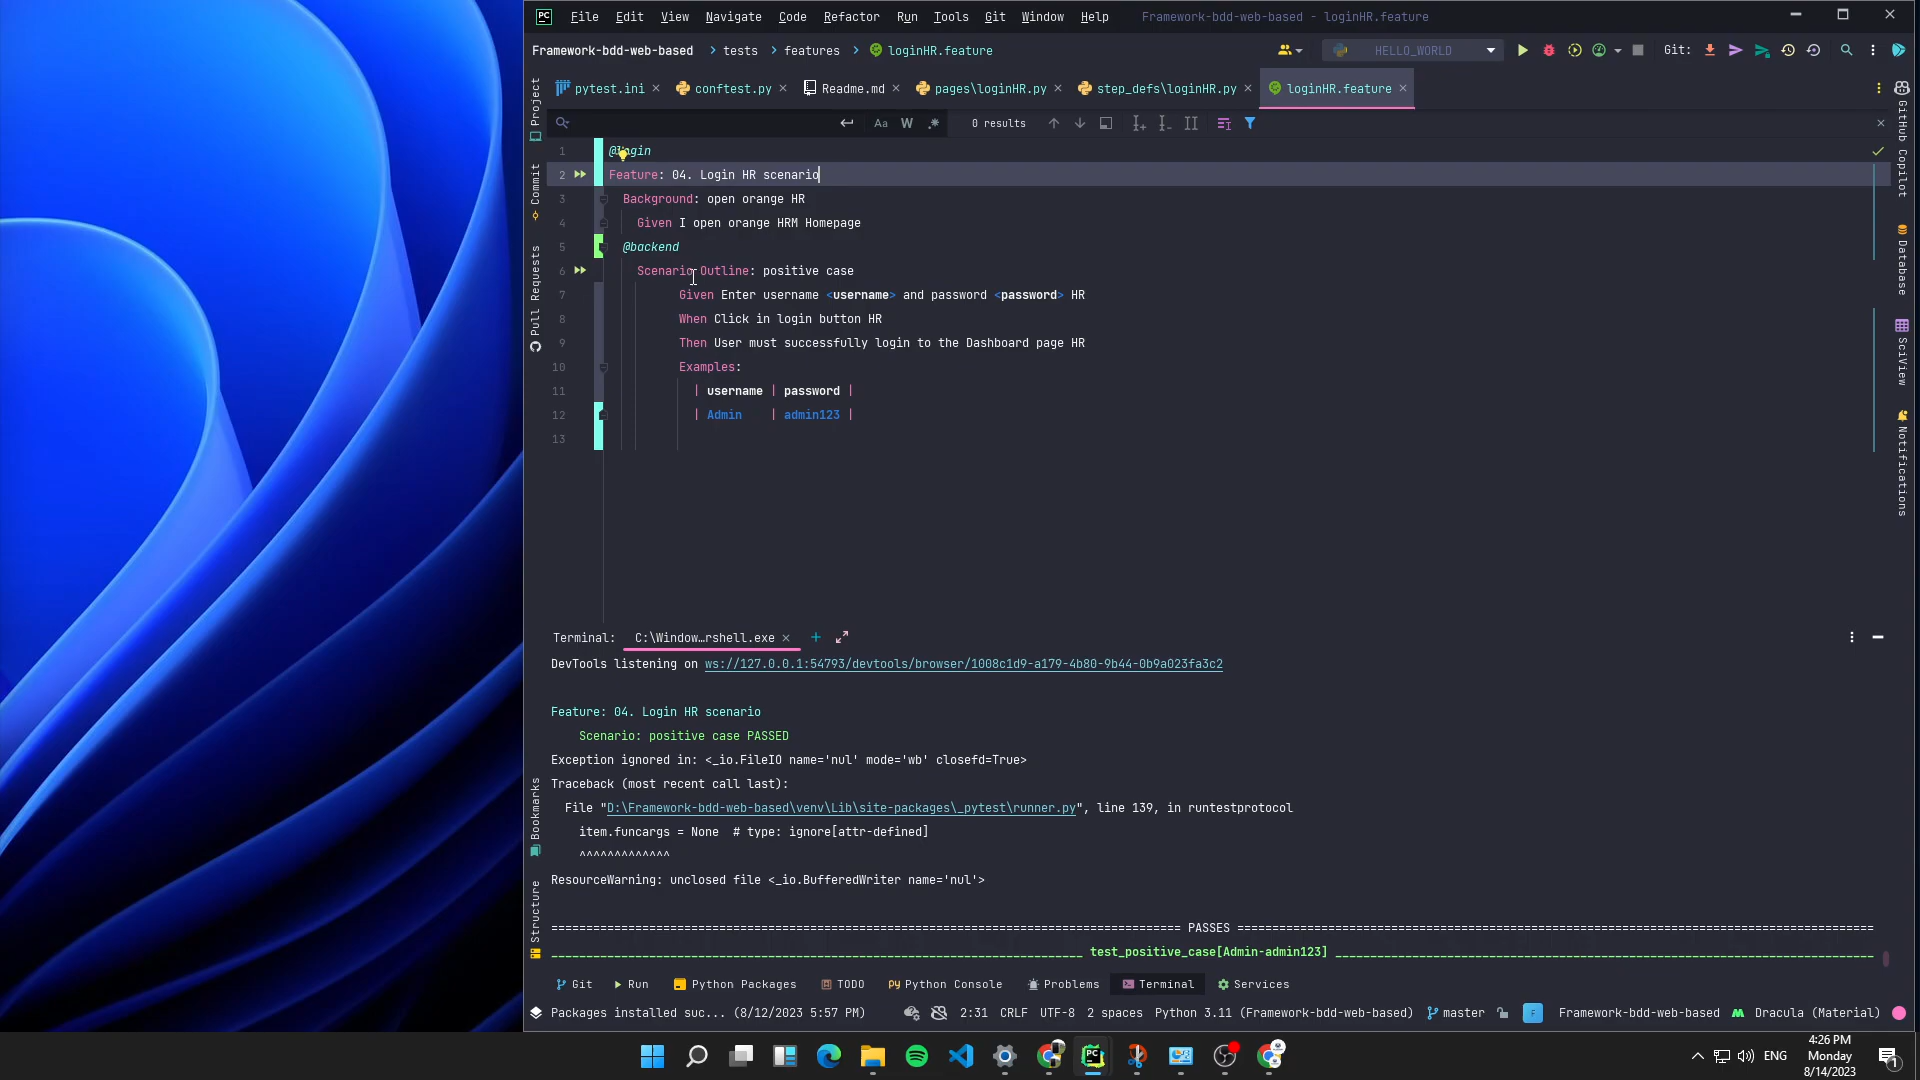 File Edit View Navigate Code Refactor Run Tools Git Window Help Framework-bdd-web-based - loginHR.feature
Framework-bdd-web-based > tests > features > loginHR.feature HELLO_WORLD Git:
pytest.ini conftest.py Readme.md pages\loginHR.py step_defs\loginHR.py loginHR.feature
Aa W .* 0 results
1 @login
2 Feature: 04. Login HR scenario
3 Background: open orange HR
4 Given I open orange HRM Homepage
5 @backend
6 Scenario Outline: positive case
7 Given Enter username <username> and password <password> HR
8 When Click in login button HR
9 Then User must successfully login to the Dashboard page HR
10 Examples:
11 | username | password |
12 | Admin | admin123 |
13
Project
Commit
Pull Requests
Bookmarks
Structure
GitHub Copilot
Database
SciView
Notifications
Terminal: C:\Window…rshell.exe
DevTools listening on ws://127.0.0.1:54793/devtools/browser/1008c1d9-a179-4b80-9b44-0b9a023fa3c2
Feature: 04. Login HR scenario
Scenario: positive case PASSED
Exception ignored in: <_io.FileIO name='nul' mode='wb' closefd=True>
Traceback (most recent call last):
File "D:\Framework-bdd-web-based\venv\Lib\site-packages\_pytest\runner.py", line 139, in runtestprotocol
item.funcargs = None # type: ignore[attr-defined]
^^^^^^^^^^^^^
ResourceWarning: unclosed file <_io.BufferedWriter name='nul'>
PASSES
test_positive_case[Admin-admin123]
Git Run Python Packages TODO Python Console Problems Terminal Services
Packages installed suc... (8/12/2023 5:57 PM) 2:31 CRLF UTF-8 2 spaces Python 3.11 (Framework-bdd-web-based) master F Framework-bdd-web-based Dracula (Material)
ENG
4:26 PM
Monday
8/14/2023
1